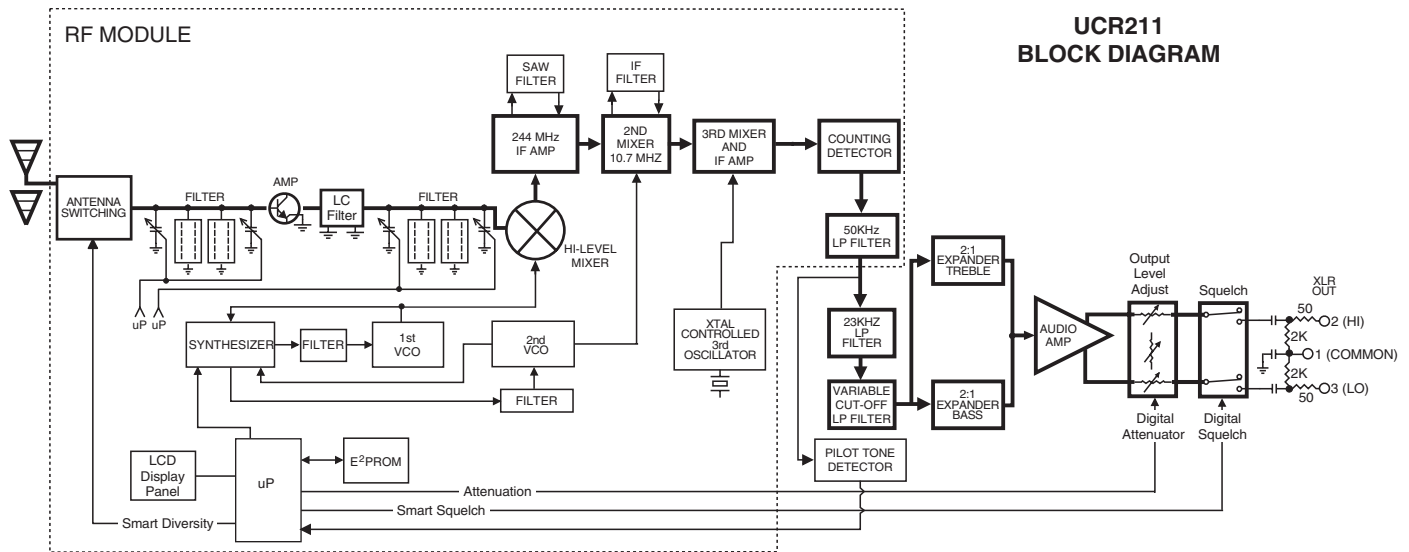 UCR211
BLOCK DIAGRAM
RF MODULE
SAW
FILTER
IF
FILTER
244 MHz
IF AMP
2ND
MIXER
10.7 MHZ
3RD MIXER
AND
IF AMP
COUNTING
DETECTOR
ANTENNA
SWITCHING
FILTER
AMP
LC
Filter
FILTER
HI-LEVEL
MIXER
50KHz
LP FILTER
2:1
EXPANDER
TREBLE
Output
Level
Adjust
Squelch
XLR
OUT
50
2 (HI)
2K
1 (COMMON)
2K
3 (LO)
50
uP
uP
SYNTHESIZER
FILTER
1st
VCO
2nd
VCO
FILTER
XTAL
CONTROLLED
3rd
OSCILLATOR
23KHZ
LP
FILTER
AUDIO
AMP
VARIABLE
CUT-OFF
LP FILTER
2:1
EXPANDER
BASS
Digital
Attenuator
Digital
Squelch
PILOT TONE
DETECTOR
LCD
Display
Panel
uP
E²PROM
Attenuation
Smart Squelch
Smart Diversity